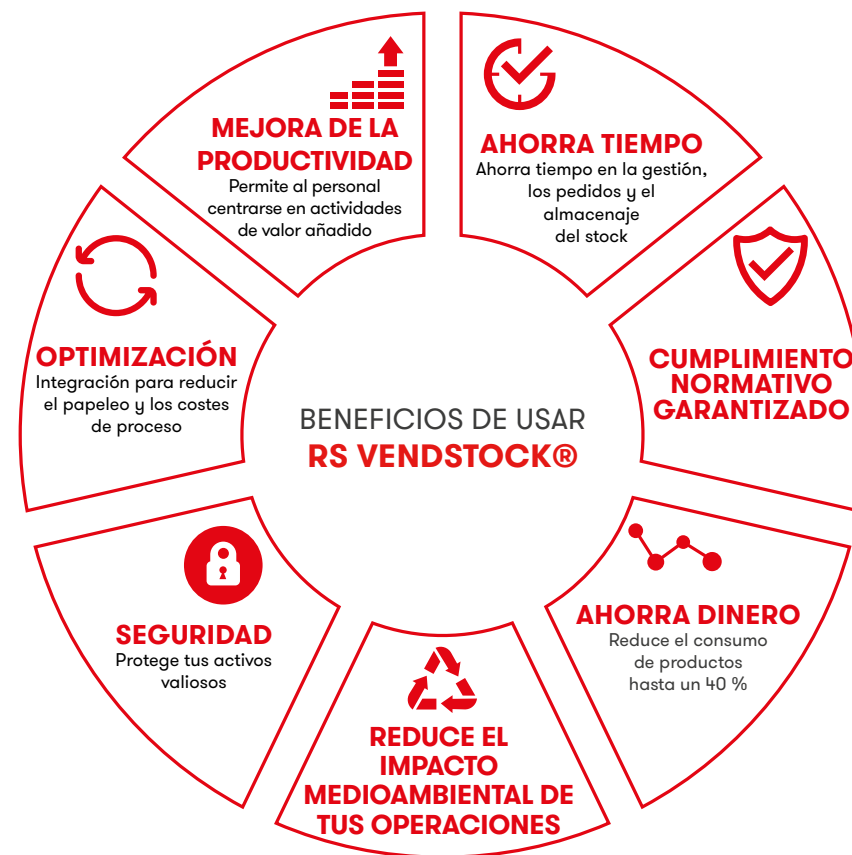 MEJORA DE LA
PRODUCTIVIDAD
Permite al personal
centrarse en actividades
de valor añadido
AHORRA TIEMPO
Ahorra tiempo en la gestión,
los pedidos y el
almacenaje
del stock
CUMPLIMIENTO
NORMATIVO
GARANTIZADO
AHORRA DINERO
Reduce el consumo
de productos
hasta un 40 %
REDUCE EL
IMPACTO
MEDIOAMBIENTAL DE
TUS OPERACIONES
SEGURIDAD
Protege tus activos
valiosos
OPTIMIZACIÓN
Integración para reducir
el papeleo y los costes
de proceso
BENEFICIOS DE USAR
RS VENDSTOCK®